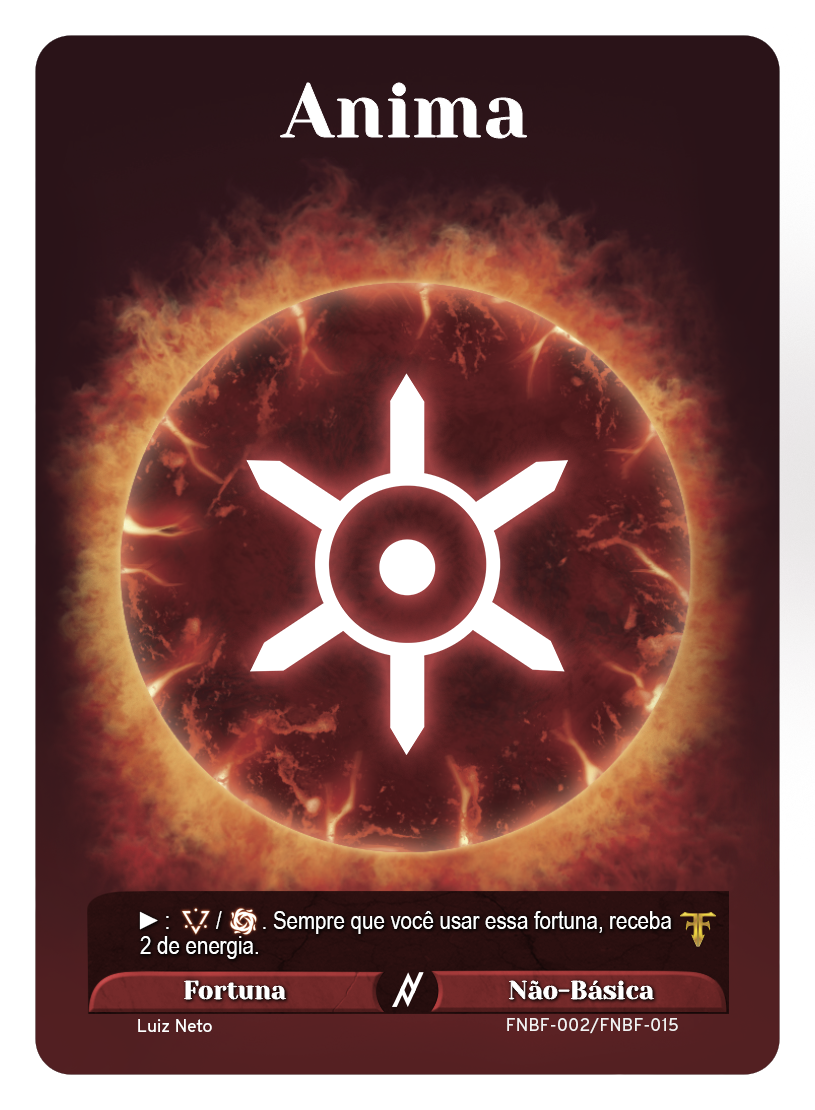 Anima
▶ : / . Sempre que você usar essa fortuna, receba
2 de energia.
Fortuna
Não-Básica
Luiz Neto
FNBF-002/FNBF-015